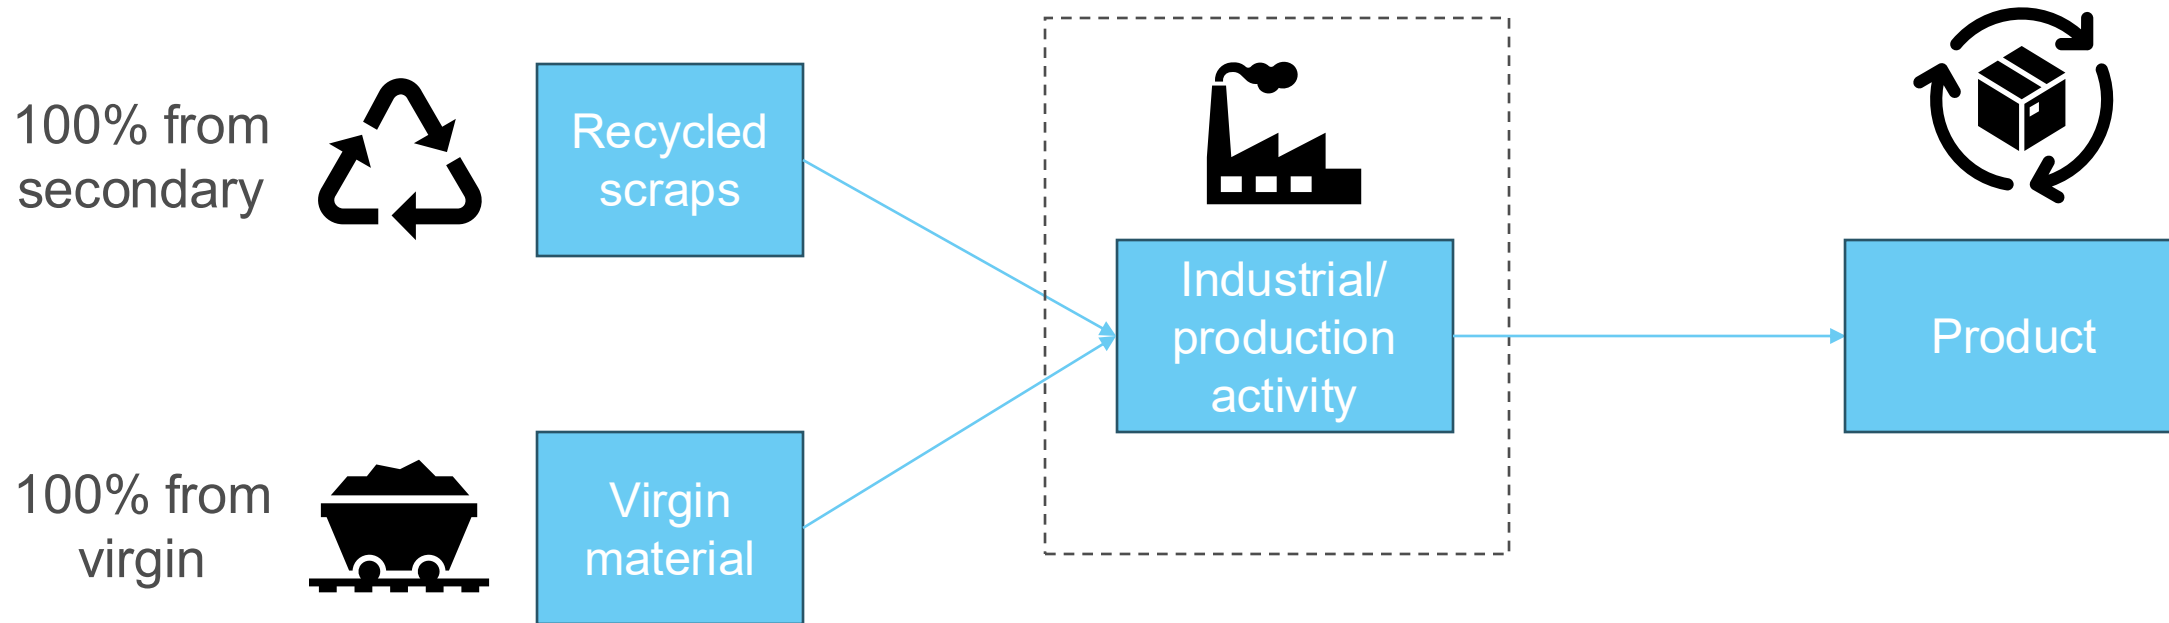 100% from
secondary
Recycled
scraps
Industrial/
production
activity
Product
100% from
virgin
Virgin
material